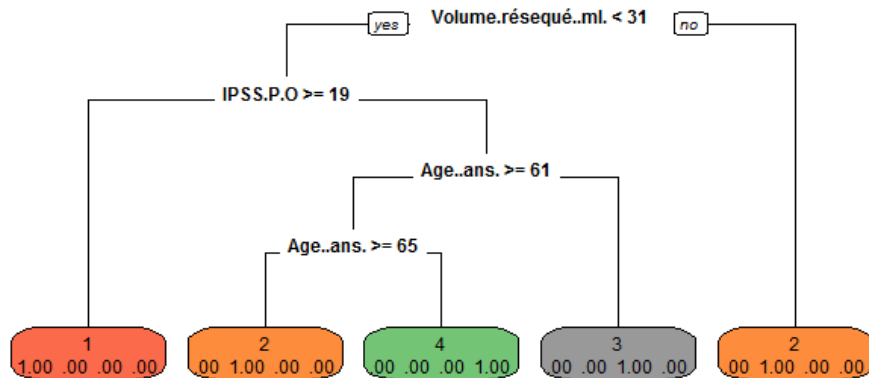 yes Volume.résequé..ml. < 31 no
IPSS.P.O >= 19
Age..ans. >= 61
Age..ans. >= 65
1 2 4 3 2
1.00 .00 .00 .00 .00 1.00 .00 .00 .00 .00 .00 1.00 .00 .00 1.00 .00 .00 1.00 .00 .00